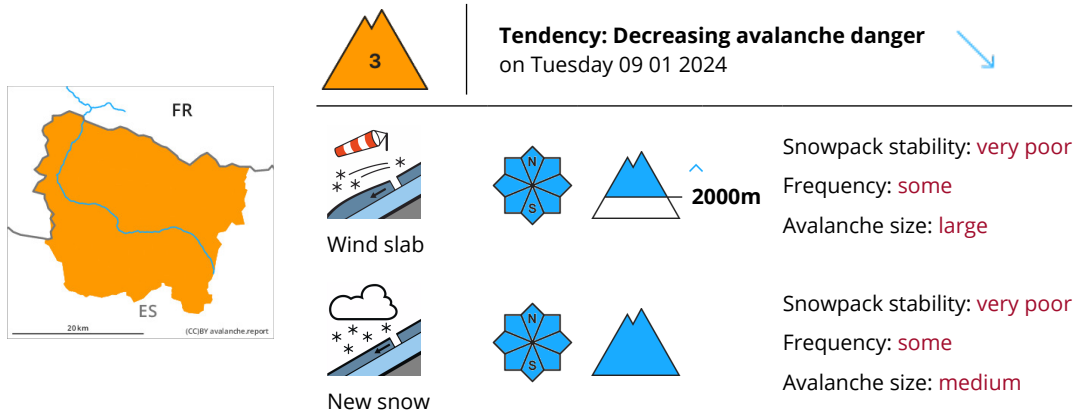 FR
ES
20 km
(CC)BY avalanche.report
3
Tendency: Decreasing avalanche danger
on Tuesday 09 01 2024
Wind slab
N
S
2000m
Snowpack stability: very poor
Frequency: some
Avalanche size: large
New snow
N
S
Snowpack stability: very poor
Frequency: some
Avalanche size: medium